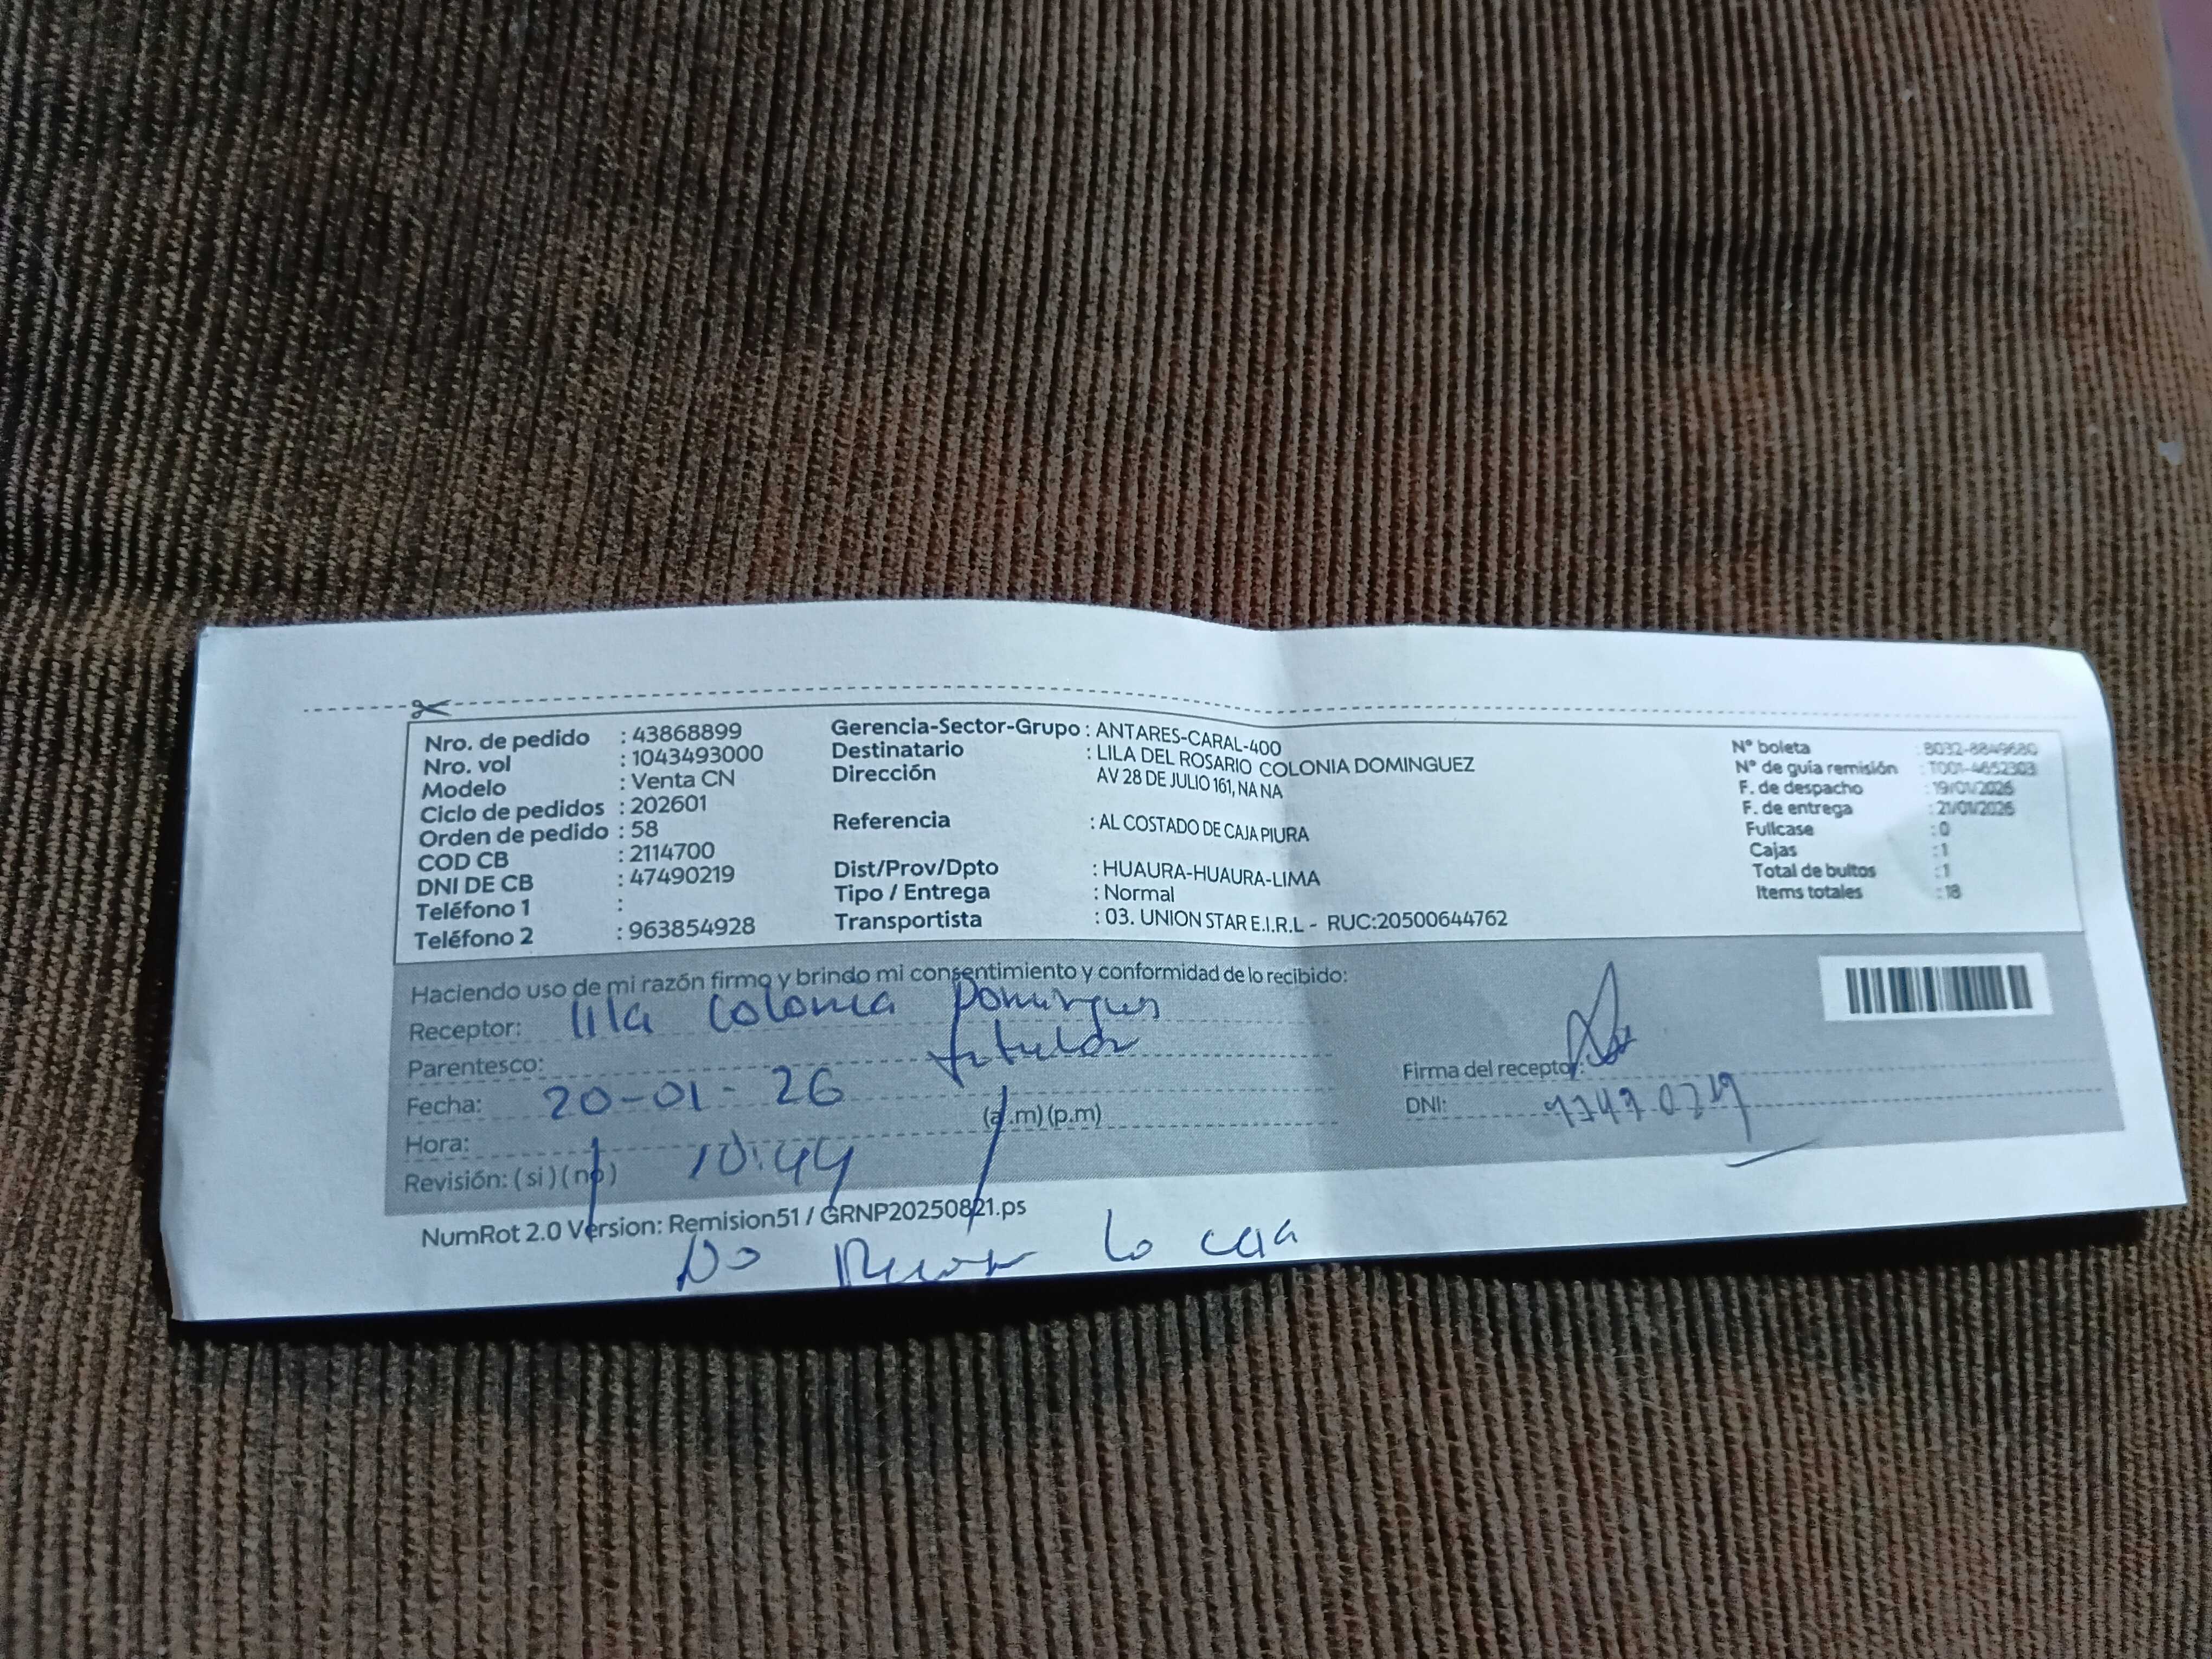 Nro. de pedido : 43868899
Nro. vol : 1043493000
Modelo : Venta CN
Ciclo de pedidos : 202601
Orden de pedido : 58
COD CB : 2114700
DNI DE CB : 47490219
Teléfono 1 :
Teléfono 2 : 963854928
Gerencia-Sector-Grupo : ANTARES-CARAL-400
Destinatario : LILA DEL ROSARIO COLONIA DOMINGUEZ
Dirección AV 28 DE JULIO 161, NA NA
Referencia : AL COSTADO DE CAJA PIURA
Dist/Prov/Dpto : HUAURA-HUAURA-LIMA
Tipo / Entrega : Normal
Transportista : 03. UNION STAR E.I.R.L - RUC:20500644762
N° boleta : B032-8849680
N° de guía remisión : T001-4652303
F. de despacho : 19/01/2026
F. de entrega : 21/01/2026
Fullcase : 0
Cajas : 1
Total de bultos : 1
Items totales : 18
Haciendo uso de mi razón firmo y brindo mi consentimiento y conformidad de lo recibido:
Receptor: lila Colonia
Parentesco: titular
Fecha: 20-01-26
Hora: (a.m)(p.m)
Revisión: (si)(no) 10:44
Firma del receptor:
DNI:
NumRot 2.0 Version: Remision51 / GRNP20250821.ps
No lo